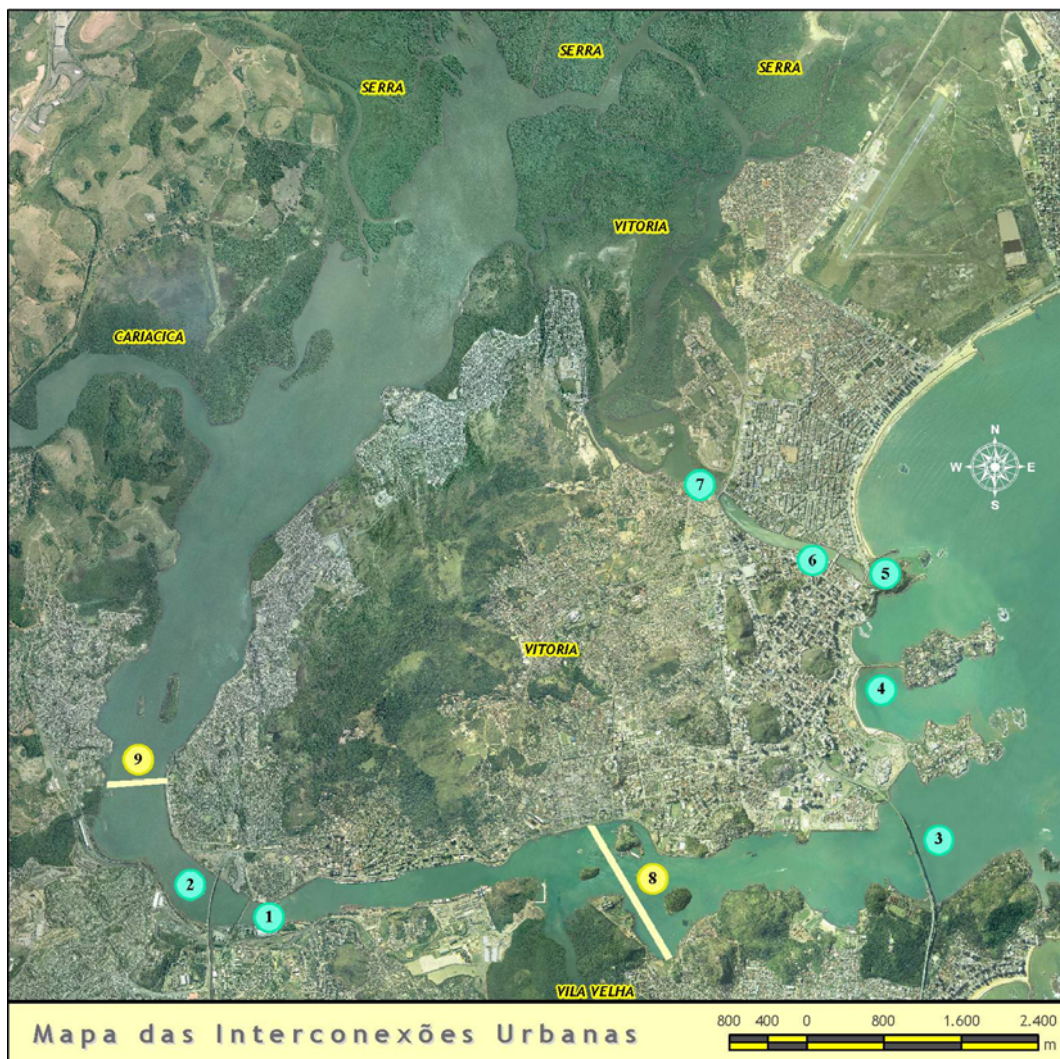 SERRA
SERRA
SERRA
VITORIA
CARIACICA
N
W E
S
7
6
5
VITORIA
4
9
3
8
2
1
VILA VELHA
Mapa das Interconexões Urbanas
800 400 0 800 1.600 2.400
m